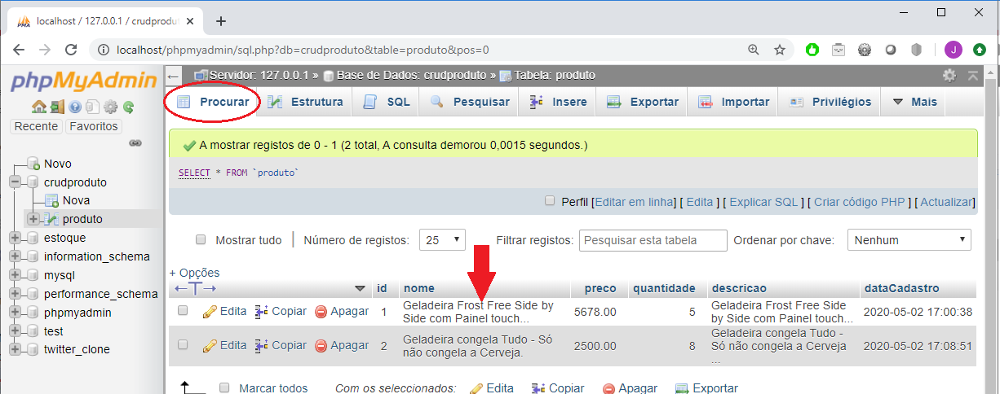 localhost / 127.0.0.1 / crudprodut
localhost/phpmyadmin/sql.php?db=crudproduto&table=produto&pos=0
J
phpMyAdmin
Recente Favoritos
Novo
crudproduto
Nova
produto
estoque
information_schema
mysql
performance_schema
phpmyadmin
test
twitter_clone
Servidor: 127.0.0.1 » Base de Dados: crudproduto » Tabela: produto
Procurar Estrutura SQL Pesquisar Insere Exportar Importar Privilégios Mais
A mostrar registos de 0 - 1 (2 total, A consulta demorou 0,0015 segundos.)
SELECT * FROM `produto`
Perfil [Editar em linha] [ Edita ] [ Explicar SQL ] [ Criar código PHP ] [ Actualizar]
Mostrar tudo | Número de registos: 25 Filtrar registos: Pesquisar esta tabela Ordenar por chave: Nenhum
+ Opções
←T→ id nome preco quantidade descricao dataCadastro
Edita Copiar Apagar 1 Geladeira Frost Free Side by Side com Painel touch... 5678.00 5 Geladeira Frost Free Side by Side com Painel touch... 2020-05-02 17:00:38
Edita Copiar Apagar 2 Geladeira congela Tudo - Só não congela a Cerveja. 2500.00 8 Geladeira congela Tudo - Só não congela a Cerveja ... 2020-05-02 17:08:51
Marcar todos Com os seleccionados: Edita Copiar Apagar Exportar